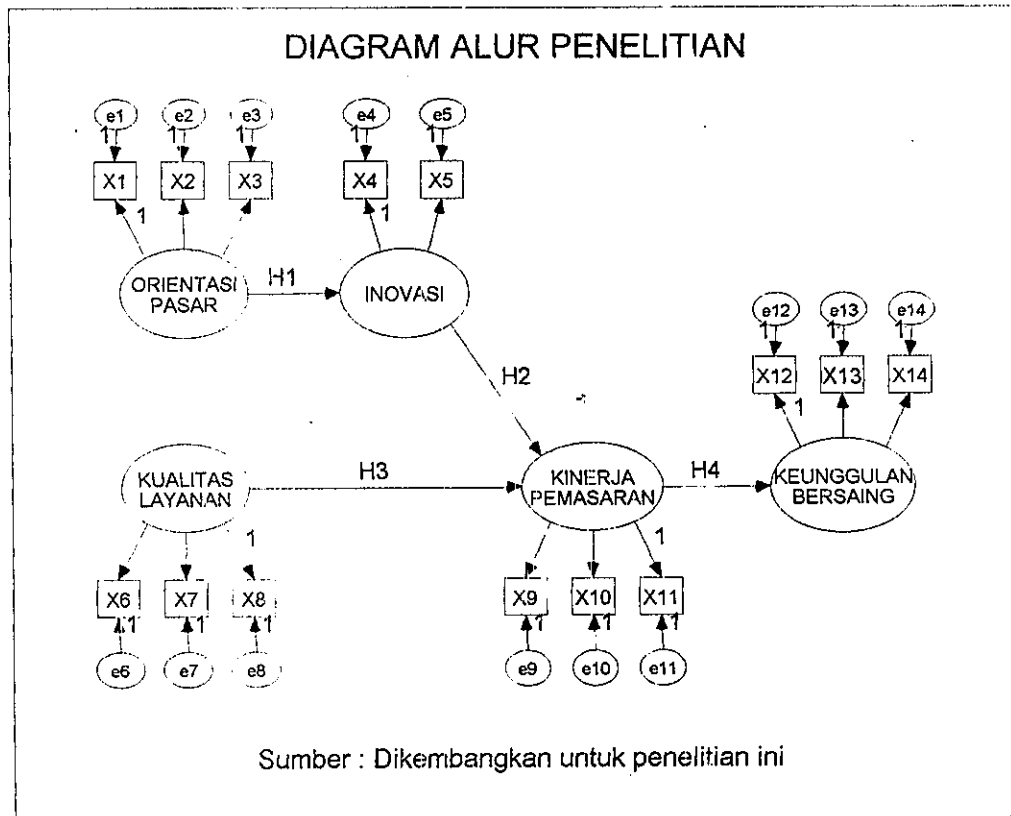 DIAGRAM ALUR PENELITIAN
e1 e2 e3 e4 e5
1 1 1 1 1
X1 X2 X3 X4 X5
1 1
ORIENTASI
PASAR
H1
INOVASI
e12 e13 e14
1 1 1
X12 X13 X14
1
H2
KUALITAS
LAYANAN
H3
KINERJA
PEMASARAN
H4
KEUNGGULAN
BERSAING
1 1
X6 X7 X8 X9 X10 X11
1 1 1 1 1 1
e6 e7 e8 e9 e10 e11
Sumber : Dikembangkan untuk penelitian ini